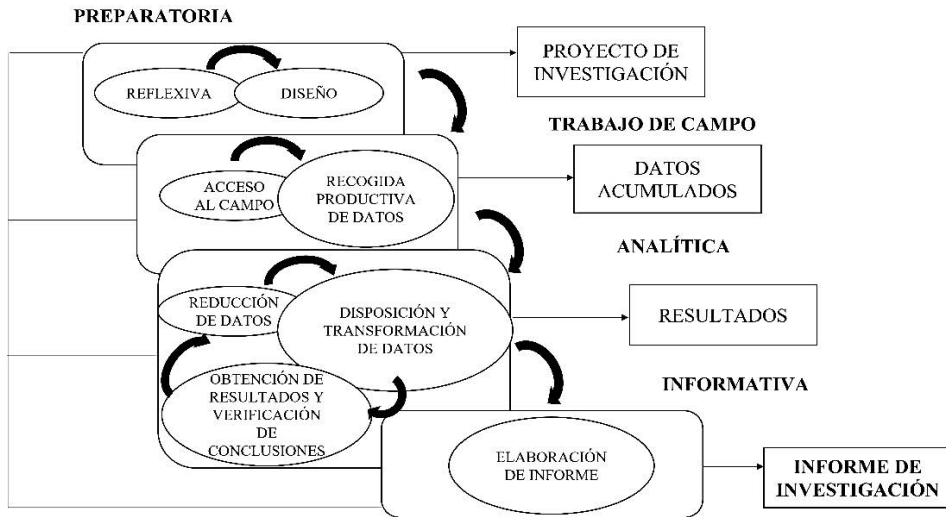 PREPARATORIA
PROYECTO DE
INVESTIGACIÓN
REFLEXIVA
DISEÑO
TRABAJO DE CAMPO
ACCESO
AL CAMPO
RECOGIDA
PRODUCTIVA
DE DATOS
DATOS
ACUMULADOS
ANALÍTICA
REDUCCIÓN
DE DATOS
DISPOSICIÓN Y
TRANSFORMACIÓN
DE DATOS
RESULTADOS
OBTENCIÓN DE
RESULTADOS Y
VERIFICACIÓN
DE
CONCLUSIONES
INFORMATIVA
ELABORACIÓN
DE INFORME
INFORME DE
INVESTIGACIÓN